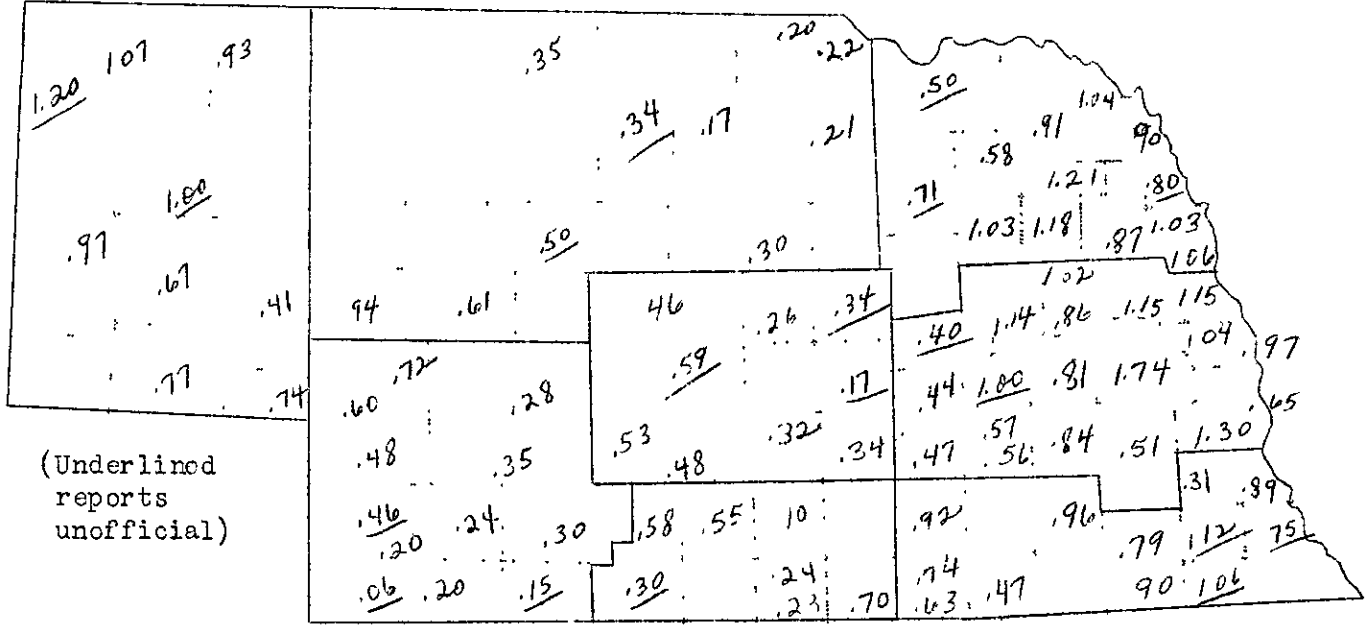 1.20 107 .93
1.00
.97 .67 .41
.77 .74
.35 .20 .22
.34 .17 .21
.50 .30
94 .61
.50 .91 1.04 .90
.58
.71 1.21 .80
1.03 1.18 .87 1.03
106
46 .26 .34
.59 .17
.53 .48 .32 .34
102
.40 1.14 .86 1.15 115
104 .97
.44 1.00 .81 1.74
.65
.57
.47 .56 .84 .51 1.30
.72
.60 .28
.48 .35
.46 .24
.20 .30
.06 .20 .15
.58 .55 10
.30 .24
.23 .70
.92 .96 .31 .89
.79 1.12 75
.74
.63 .47 90 106
(Underlined
reports
unofficial)